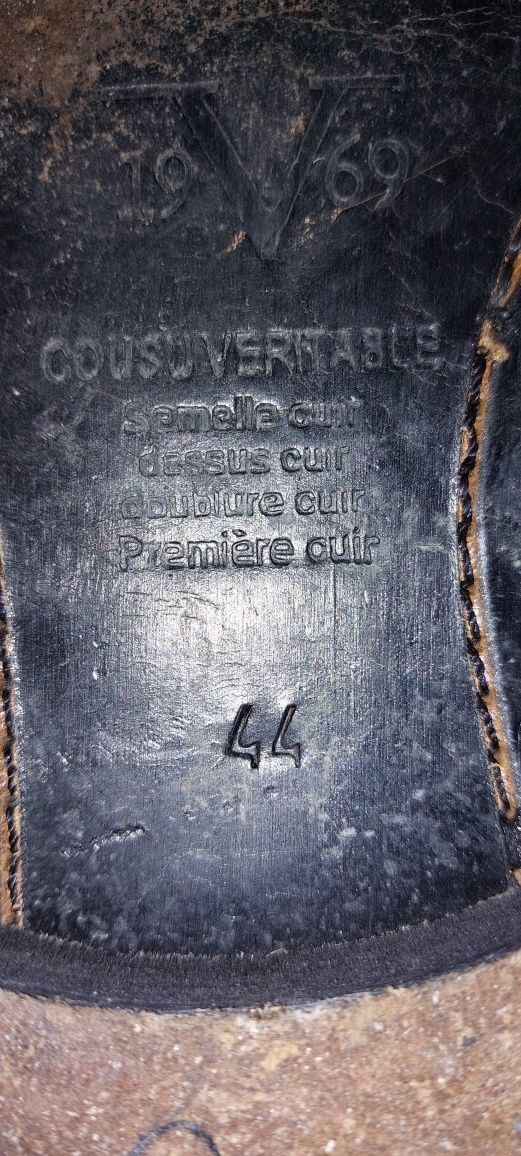 19 V 69
COUSU VERITABLE
Semelle cuir
dessus cuir
doublure cuir
Première cuir
44